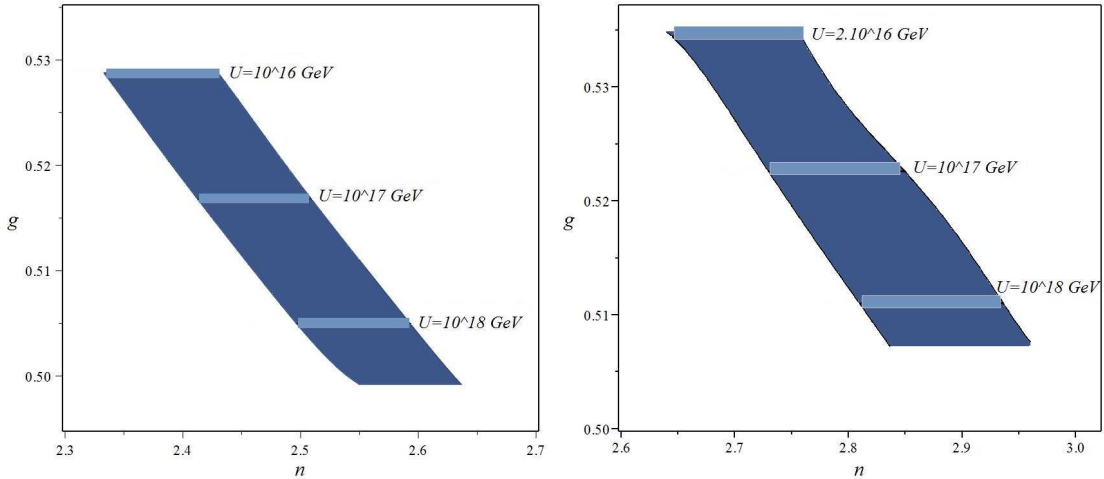 0.53
0.52
0.51
0.50
g
U=10^16 GeV
U=10^17 GeV
U=10^18 GeV
2.3 2.4 2.5 2.6 2.7
n
0.53
0.52
0.51
0.50
g
U=2.10^16 GeV
U=10^17 GeV
U=10^18 GeV
2.6 2.7 2.8 2.9 3.0
n